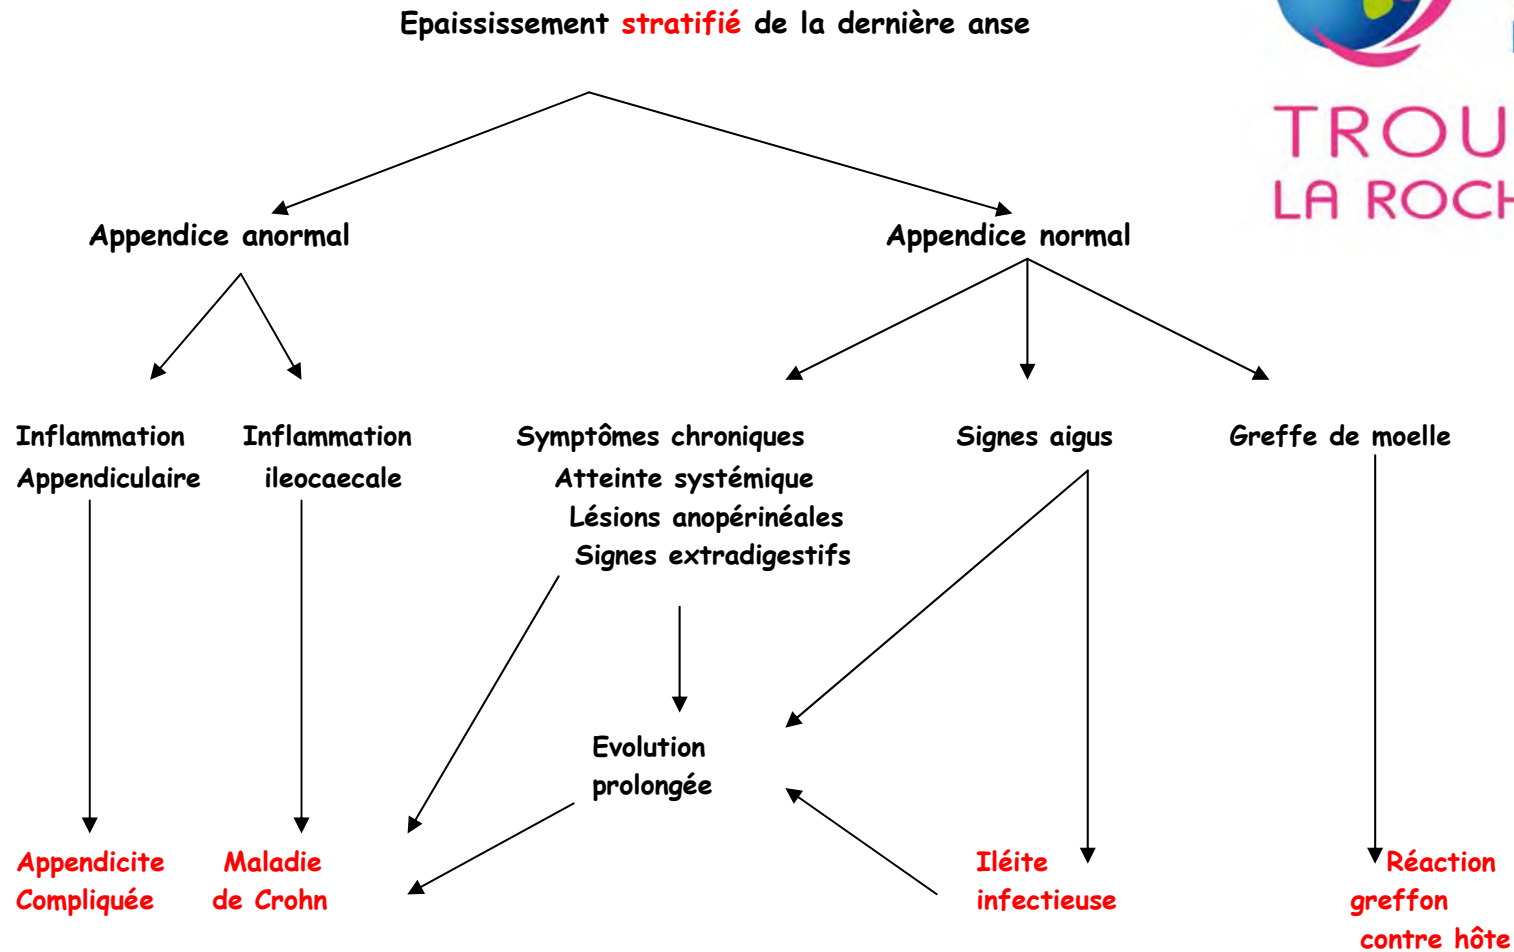 Epaississement stratifié de la dernière anse
TROU
LA ROCH
Appendice anormal
Appendice normal
Inflammation
Appendiculaire
Inflammation
ileocaecale
Symptômes chroniques
Atteinte systémique
Lésions anopérinéales
Signes extradigestifs
Signes aigus
Greffe de moelle
Evolution
prolongée
Appendicite
Compliquée
Maladie
de Crohn
Iléite
infectieuse
Réaction
greffon
contre hôte